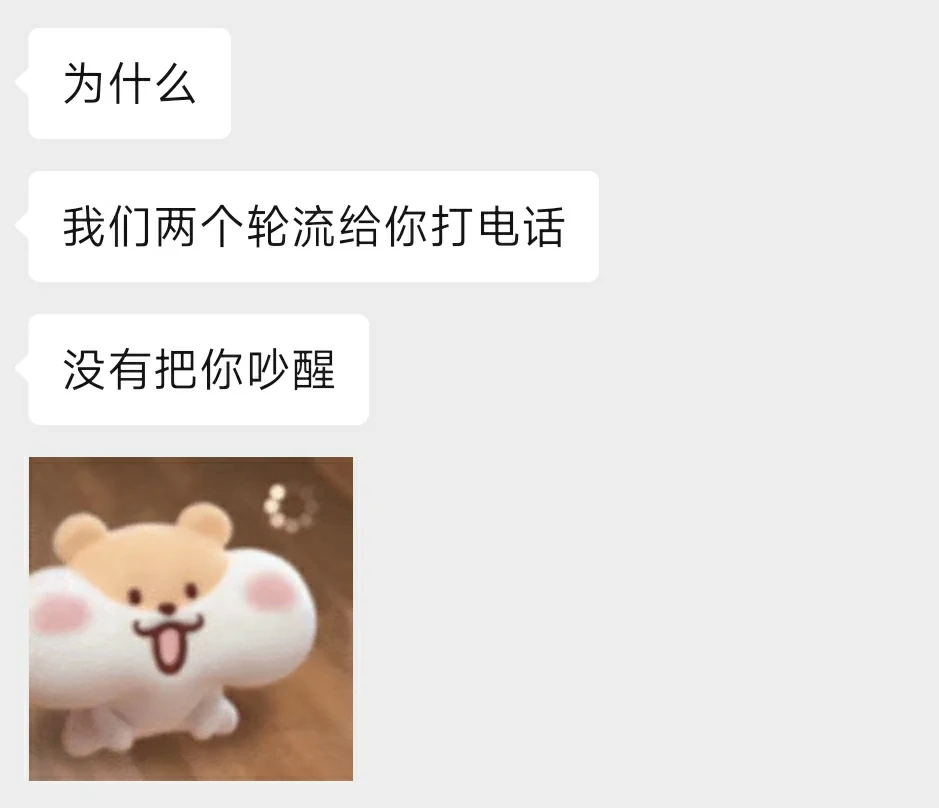 为什么
我们两个轮流给你打电话
没有把你吵醒